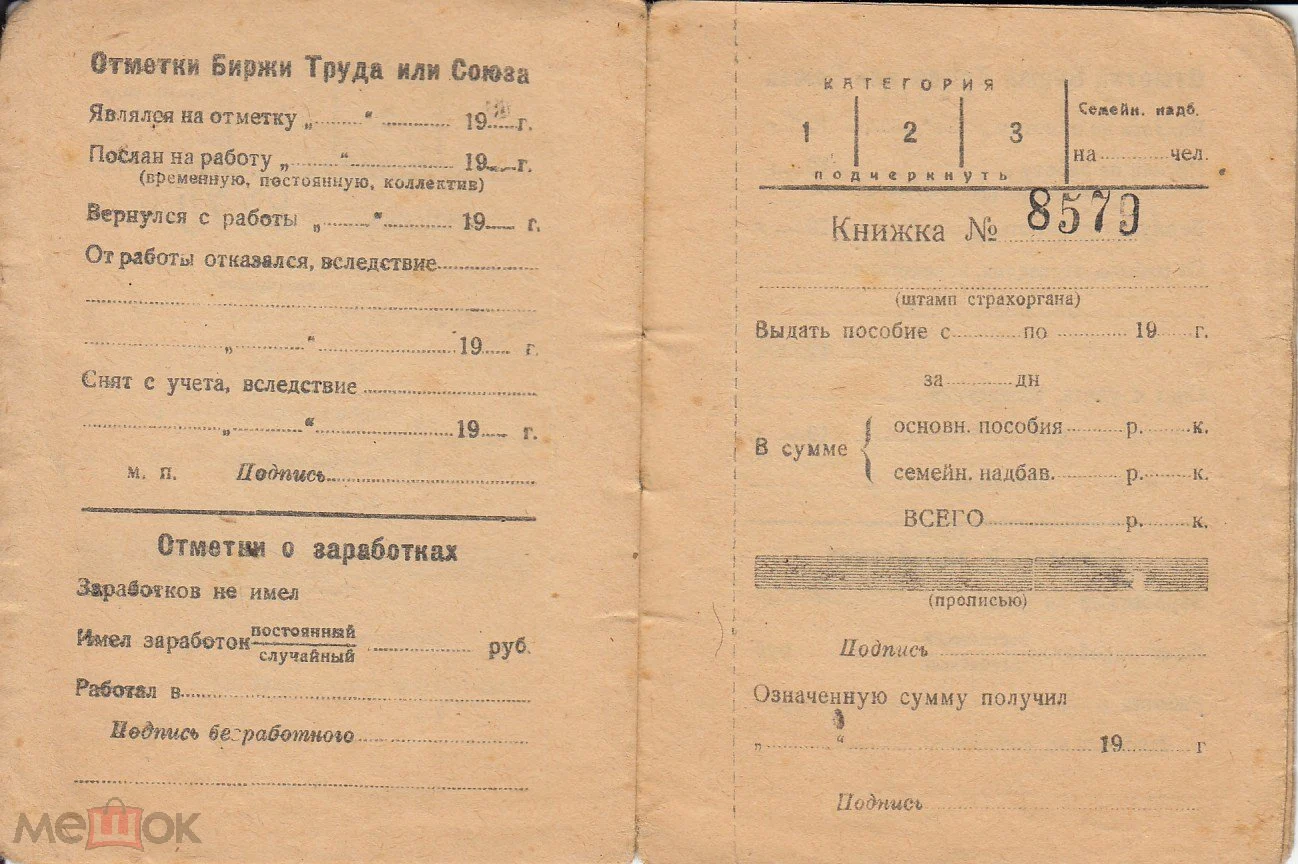 Отметки Биржи Труда или Союза
Являлся на отметку „........“ ............ 19....г.
Послан на работу „........“ ............ 19....г.
(временную, постоянную, коллектив)
Вернулся с работы „........“ ............ 19.... г.
От работы отказался, вследствие............
............
............„........“ ............ 19.... г.
Снят с учета, вследствие ............
............„........“ ............ 19.... г.
м. п. Подпись............
Отметки о заработках
Заработков не имел
Имел заработок постоянный ............ руб.
случайный
Работал в............
Подпись безработного............
............
КАТЕГОРИЯ
1 2 3
подчеркнуть
Семейн. надб.
на........чел.
Книжка № 8579
(штамп страхоргана)
Выдать пособие с........по ........ 19.... г.
за........дн
В сумме { основн. пособия........ р. ....... к.
семейн. надбав. ........ р. ....... к.
ВСЕГО ........ р. ....... к.
(прописью)
Подпись ............
Означенную сумму получил
„........“ ............ 19.... г
Подпись ............
мешок